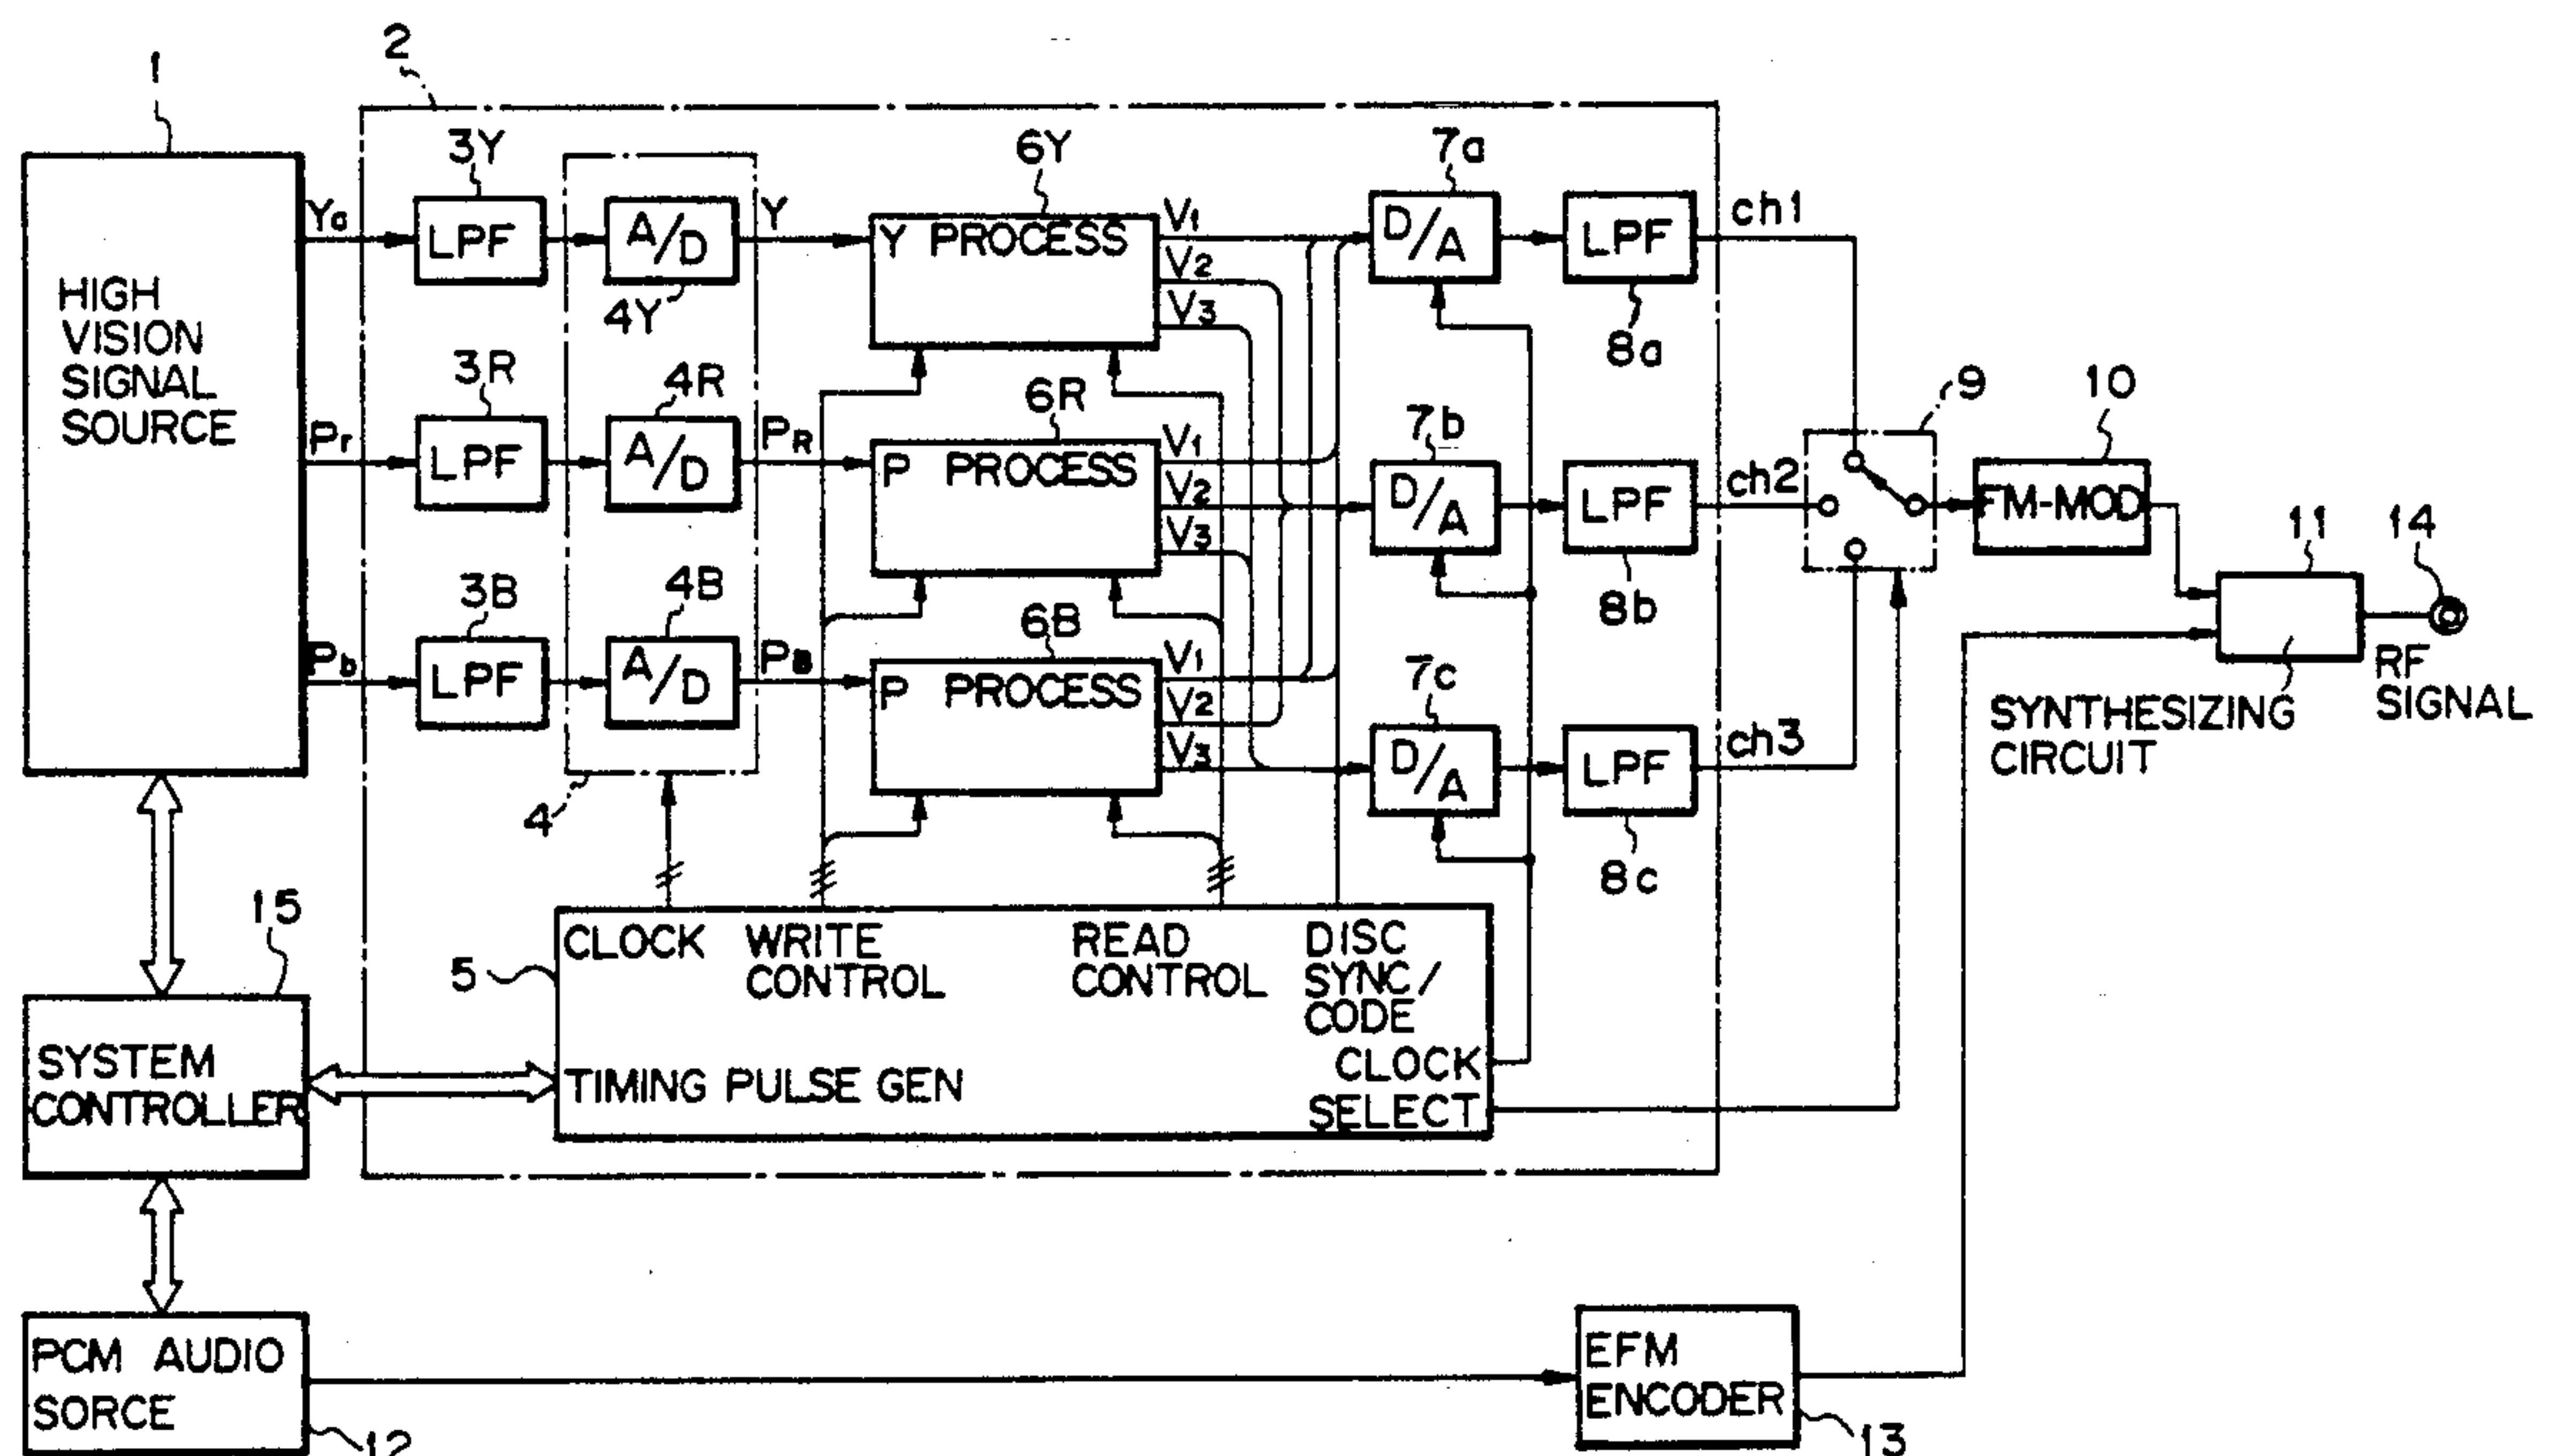 1
2
HIGH
VISION
SIGNAL
SOURCE
Ya
Pr
Pb
3Y
LPF
3R
LPF
3B
LPF
A/D
4Y
4R
A/D
4B
A/D
4
Y
PR
PB
6Y
Y PROCESS
V1
V2
V3
6R
P PROCESS
V1
V2
V3
6B
P PROCESS
V1
V2
V3
7a
D/A
7b
D/A
7c
D/A
LPF
8a
LPF
8b
LPF
8c
ch1
ch2
ch3
9
10
FM-MOD
11
14
RF
SIGNAL
SYNTHESIZING
CIRCUIT
5
CLOCK
WRITE
CONTROL
READ
CONTROL
DISC
SYNC/
CODE
CLOCK
SELECT
TIMING PULSE GEN
15
SYSTEM
CONTROLLER
PCM AUDIO
SORCE
12
EFM
ENCODER
13